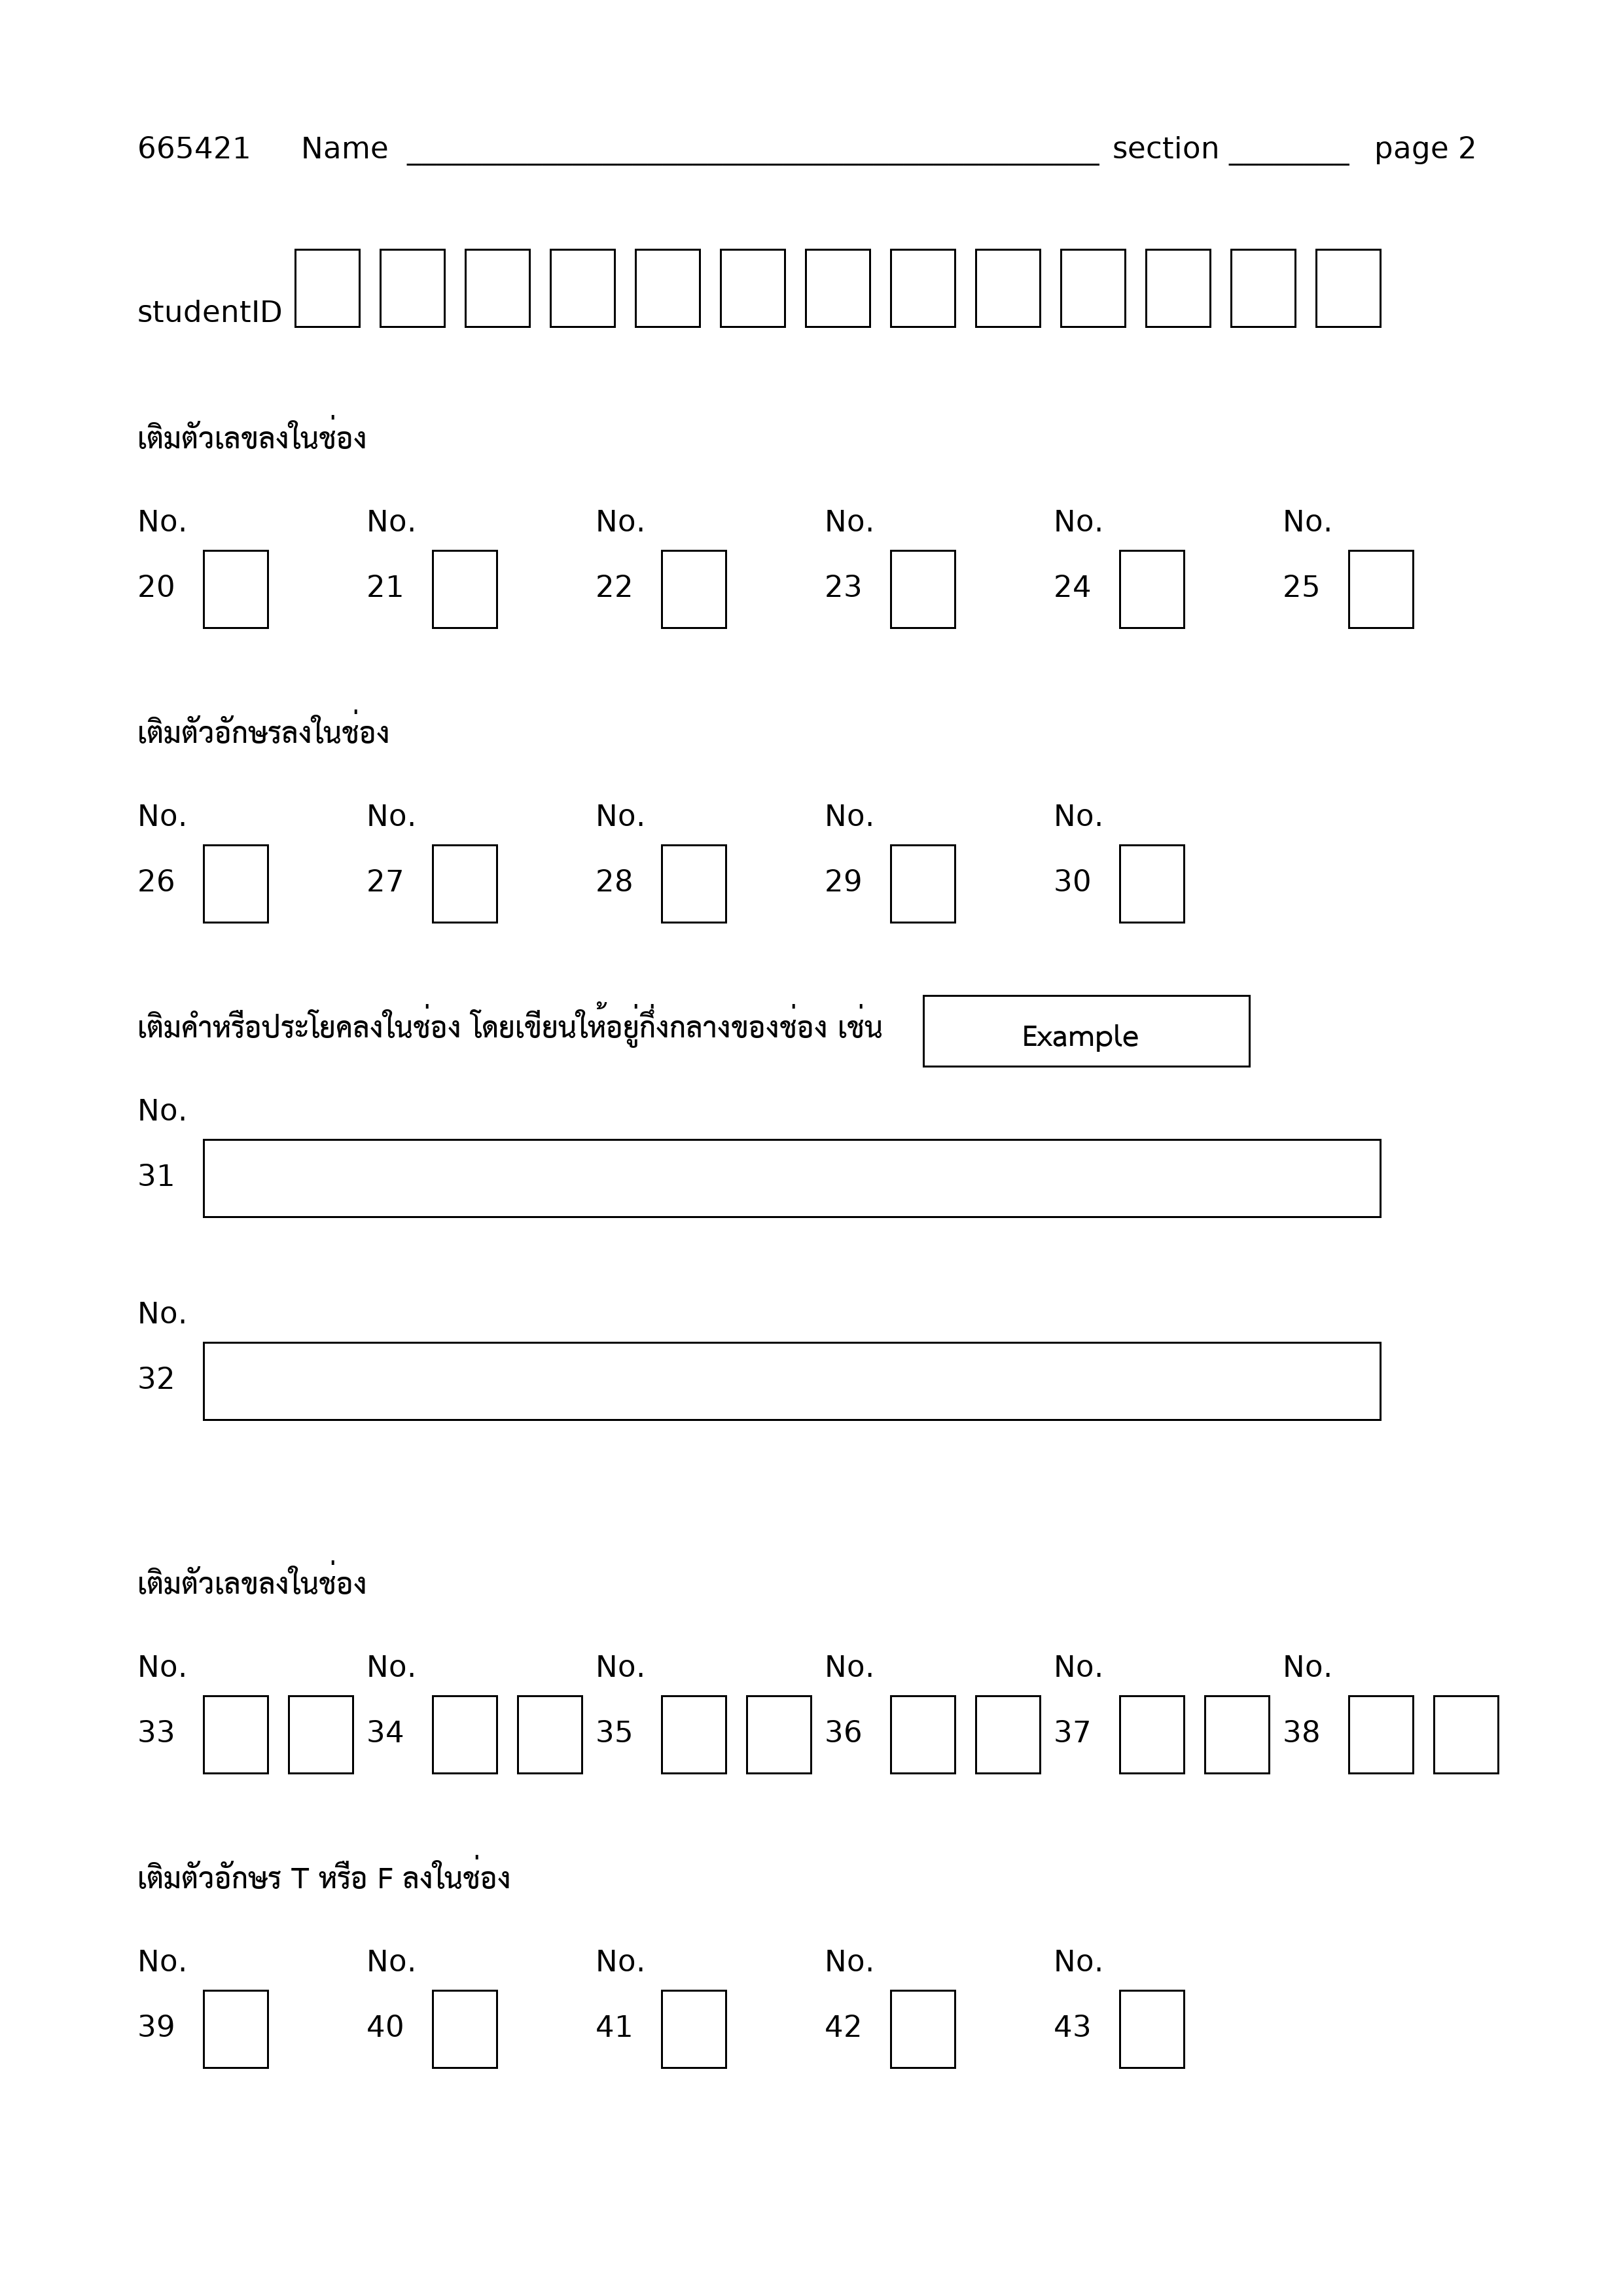 665421 Name section page 2
studentID
เติมตัวเลขลงในช่อง
No. No. No. No. No. No.
20 21 22 23 24 25
เติมตัวอักษรลงในช่อง
No. No. No. No. No.
26 27 28 29 30
เติมคำหรือประโยคลงในช่อง โดยเขียนให้อยู่กึ่งกลางของช่อง เช่น Example
No.
31
No.
32
เติมตัวเลขลงในช่อง
No. No. No. No. No. No.
33 34 35 36 37 38
เติมตัวอักษร T หรือ F ลงในช่อง
No. No. No. No. No.
39 40 41 42 43